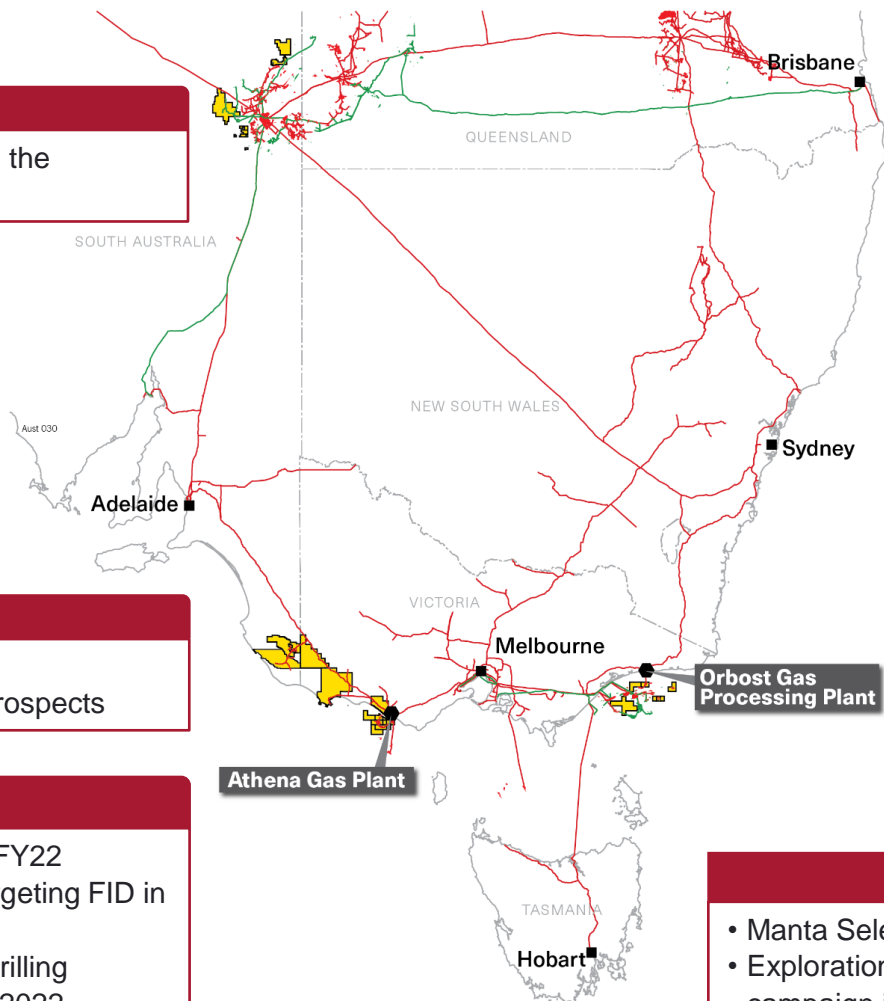 Brisbane
QUEENSLAND
the
SOUTH AUSTRALIA
NEW SOUTH WALES
Aust 030
Sydney
Adelaide
VICTORIA
Melbourne
Orbost Gas
Processing Plant
rospects
Athena Gas Plant
FY22
geting FID in
rilling
TASMANIA
• Manta Sele
Hobart
• Exploration